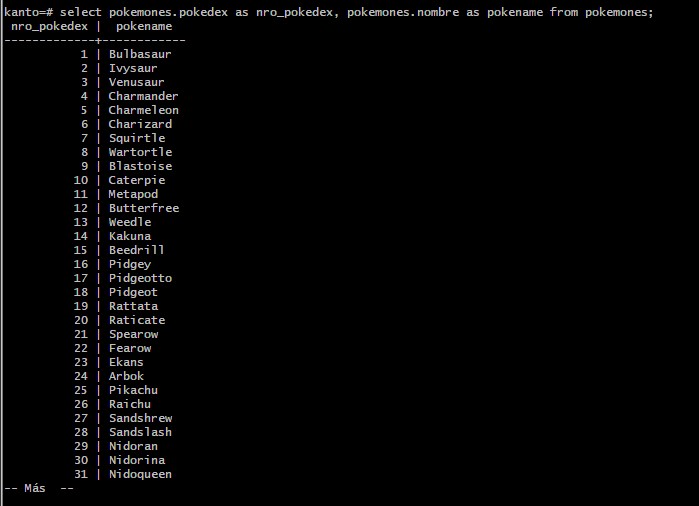 kanto=# select pokemones.pokedex as nro_pokedex, pokemones.nombre as pokename from pokemones;
 nro_pokedex |  pokename
-------------+------------
           1 | Bulbasaur
           2 | Ivysaur
           3 | Venusaur
           4 | Charmander
           5 | Charmeleon
           6 | Charizard
           7 | Squirtle
           8 | Wartortle
           9 | Blastoise
          10 | Caterpie
          11 | Metapod
          12 | Butterfree
          13 | Weedle
          14 | Kakuna
          15 | Beedrill
          16 | Pidgey
          17 | Pidgeotto
          18 | Pidgeot
          19 | Rattata
          20 | Raticate
          21 | Spearow
          22 | Fearow
          23 | Ekans
          24 | Arbok
          25 | Pikachu
          26 | Raichu
          27 | Sandshrew
          28 | Sandslash
          29 | Nidoran
          30 | Nidorina
          31 | Nidoqueen
-- Más  --